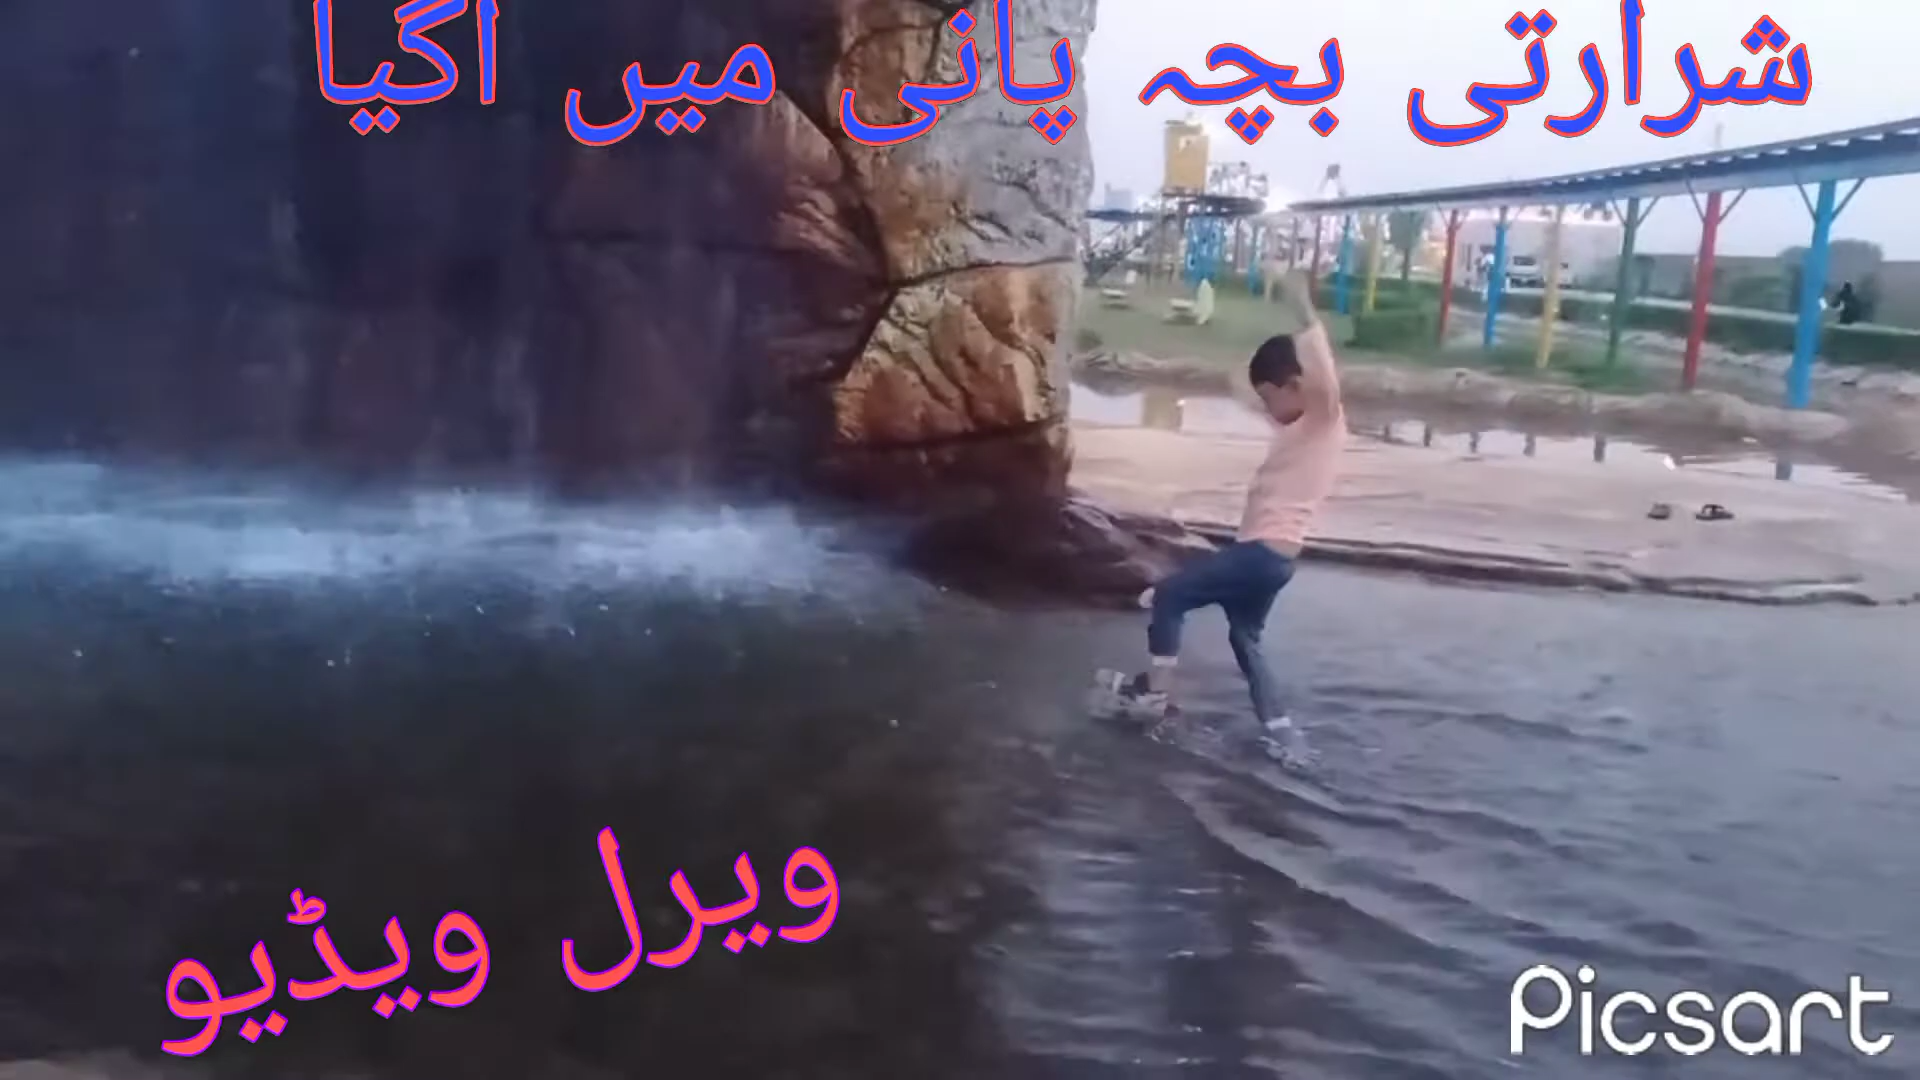 شرارتی بچہ پانی میں آگیا
ویرل ویڈیو
Picsart